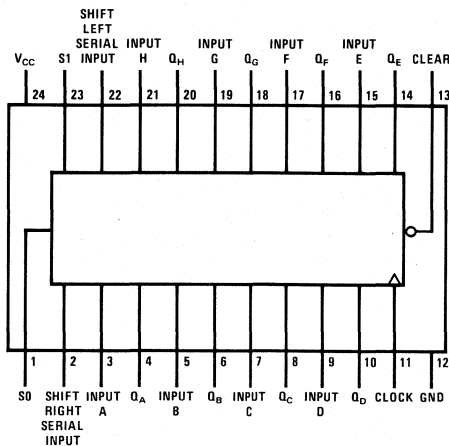 SHIFT
LEFT
SERIAL INPUT INPUT INPUT INPUT
VCC S1 INPUT H QH G QG F QF E QE CLEAR
24 23 22 21 20 19 18 17 16 15 14 13
1 2 3 4 5 6 7 8 9 10 11 12
S0 SHIFT INPUT QA INPUT QB INPUT QC INPUT QD CLOCK GND
RIGHT A B C D
SERIAL
INPUT